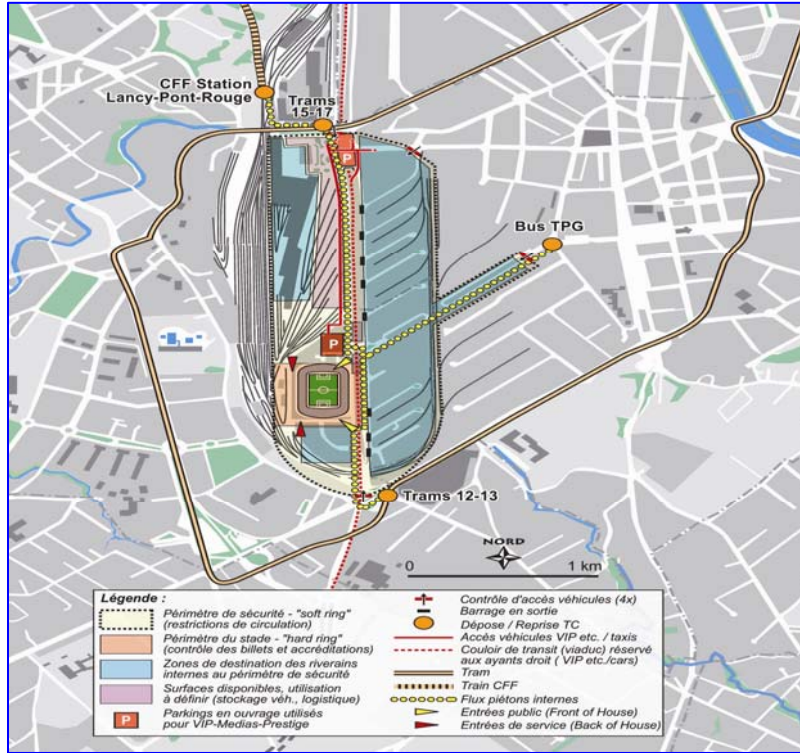 CFF Station
Lancy-Pont-Rouge
Trams
15-17
P
Bus TPG
P
Trams 12-13
NORD
0 1 km
Légende :
Périmètre de sécurité - "soft ring"
(restrictions de circulation)
Périmètre du stade - "hard ring"
(contrôle des billets et accréditations)
Zones de destination des riverains
internes au périmètre de sécurité
Surfaces disponibles, utilisation
à définir (stockage véh., logistique)
P Parkings en ouvrage utilisés
pour VIP-Medias-Prestige
Contrôle d'accès véhicules (4x)
Barrage en sortie
Dépose / Reprise TC
Accès véhicules VIP etc. / taxis
Couloir de transit (viaduc) réservé
aux ayants droit ( VIP etc./cars)
Tram
Train CFF
Flux piétons internes
Entrées public (Front of House)
Entrées de service (Back of House)